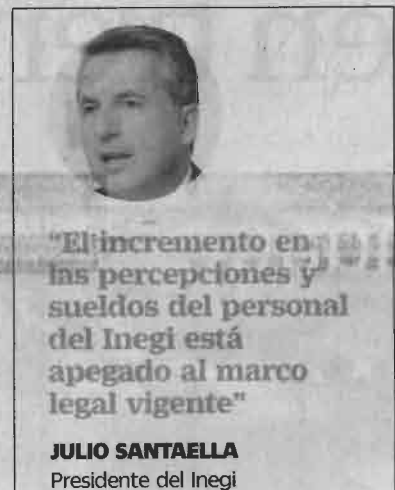 "El incremento en
las percepciones y
sueldos del personal
del Inegi está
apegado al marco
legal vigente"
JULIO SANTAELLA
Presidente del Inegi